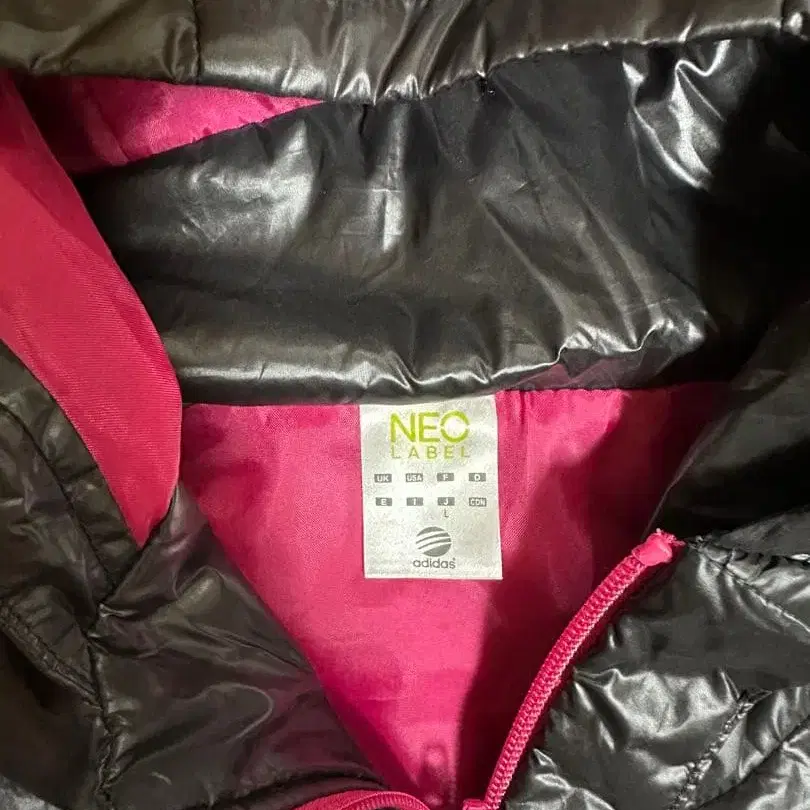 NEO
LABEL
UK USA F D
E I J CDN
L
adidas